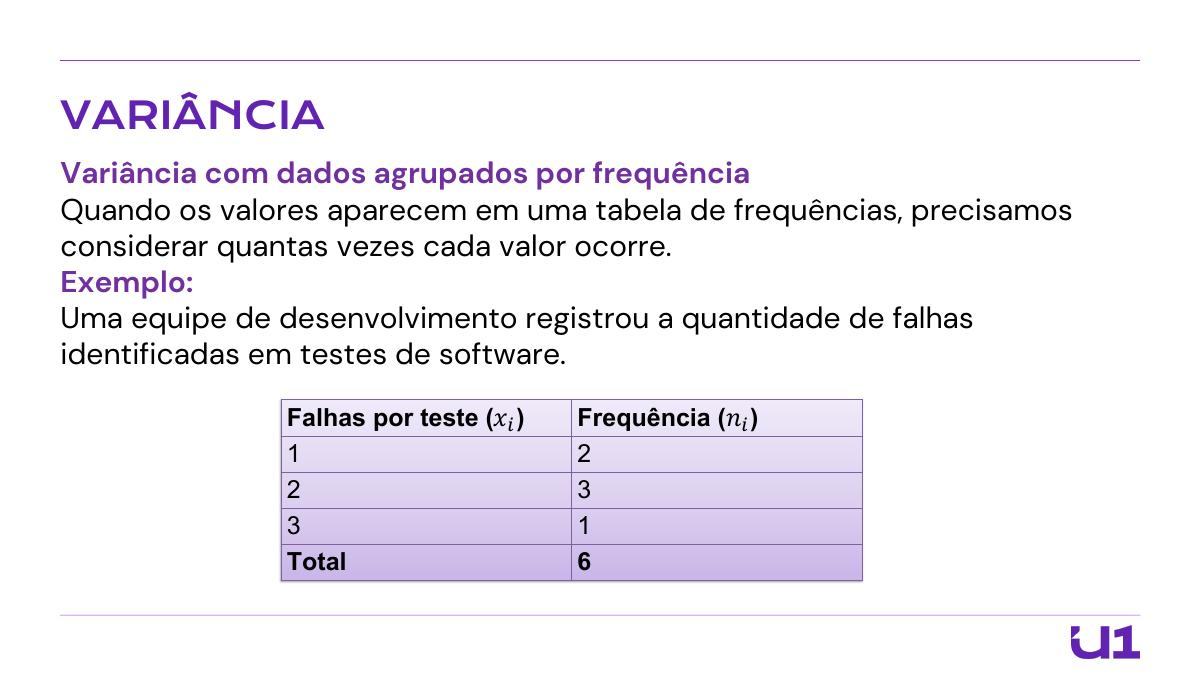 VARIÂNCIA
Variância com dados agrupados por frequência
Quando os valores aparecem em uma tabela de frequências, precisamos
considerar quantas vezes cada valor ocorre.
Exemplo:
Uma equipe de desenvolvimento registrou a quantidade de falhas
identificadas em testes de software.
Falhas por teste (𝑥ᵢ) Frequência (𝑛ᵢ)
1 2
2 3
3 1
Total 6
U1